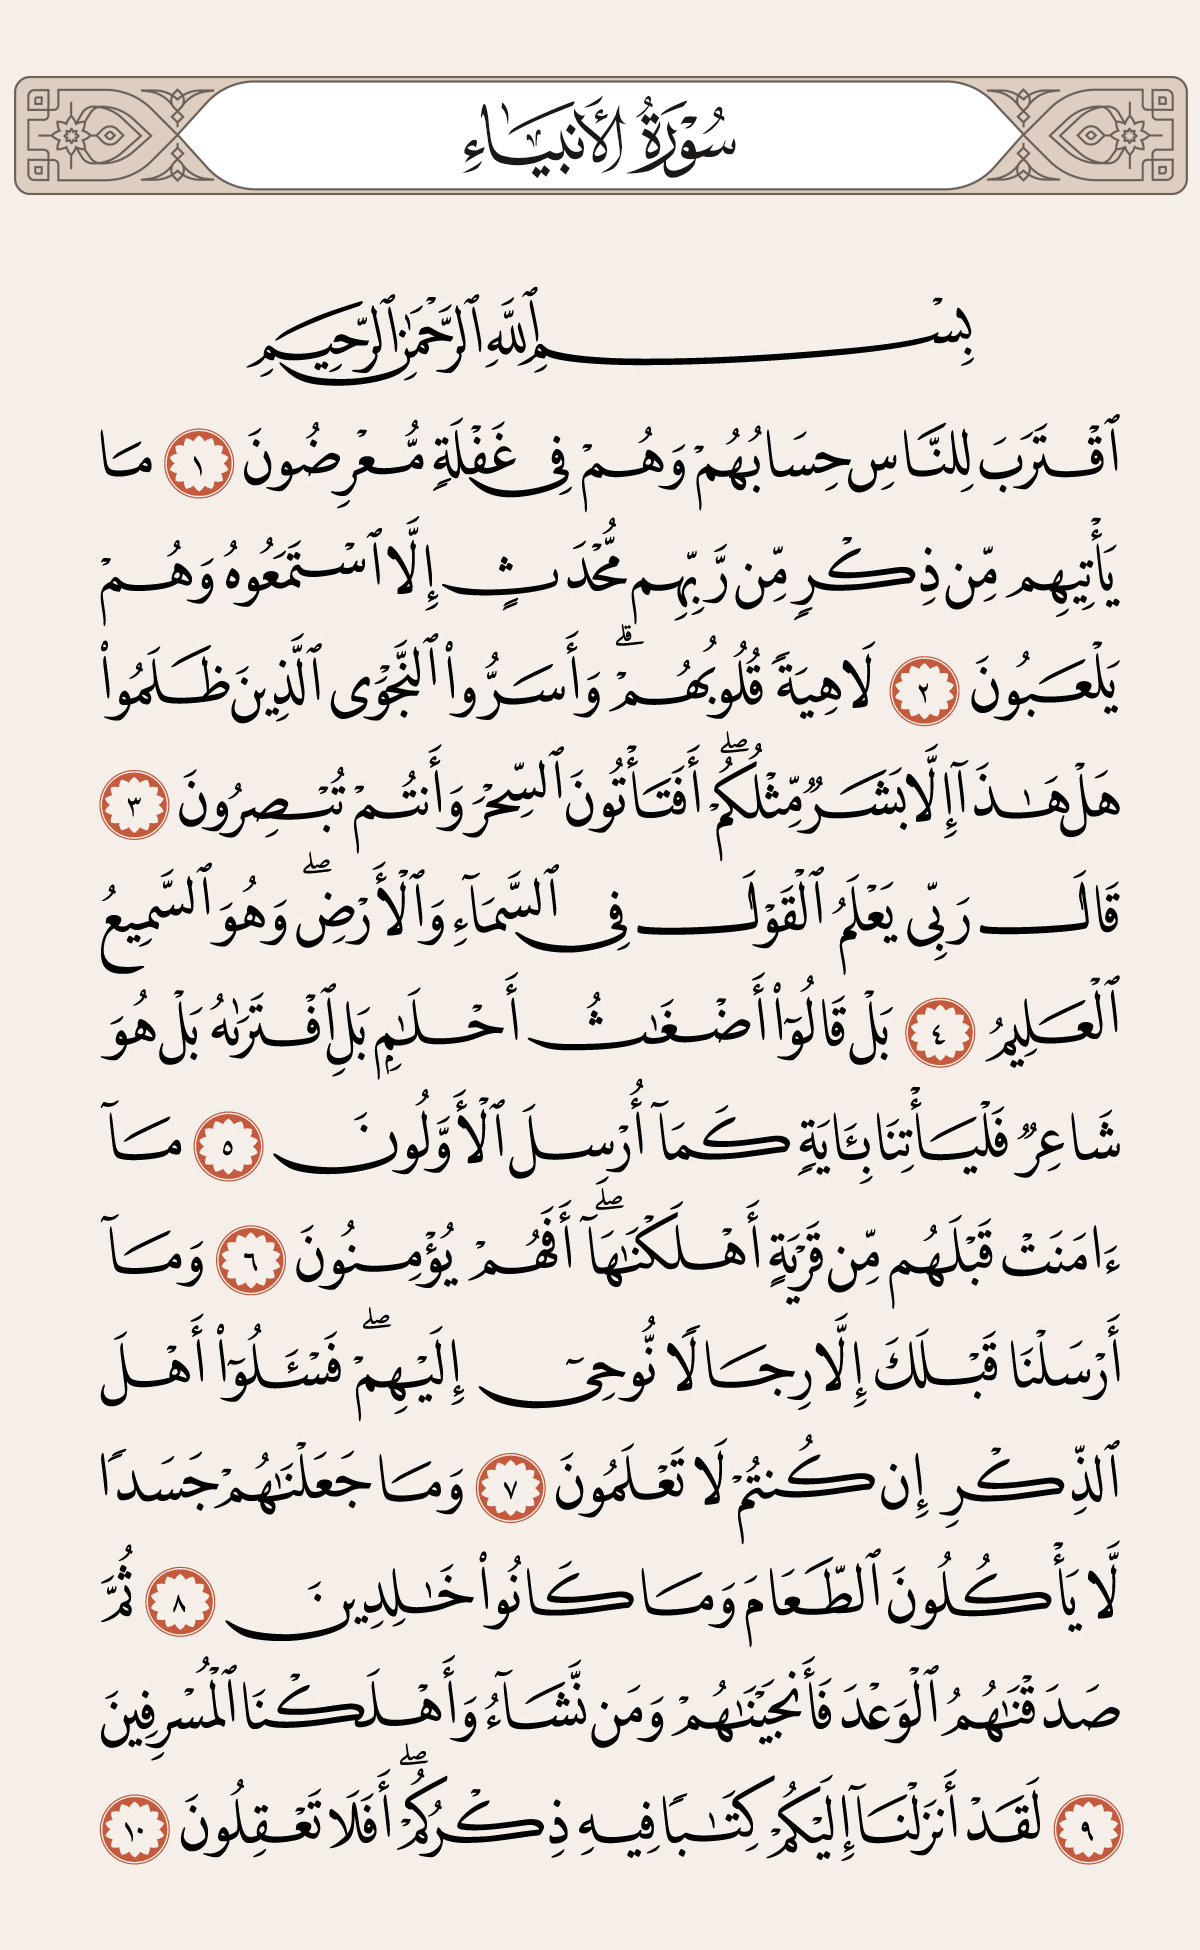 سُورَةُ الأَنبِيَاءِ
بِسْمِ ٱللَّهِ ٱلرَّحْمَٰنِ ٱلرَّحِيمِ
ٱقْتَرَبَ لِلنَّاسِ حِسَابُهُمْ وَهُمْ فِى غَفْلَةٍ مُّعْرِضُونَ ١ مَا
يَأْتِيهِم مِّن ذِكْرٍ مِّن رَّبِّهِم مُّحْدَثٍ إِلَّا ٱسْتَمَعُوهُ وَهُمْ
يَلْعَبُونَ ٢ لَاهِيَةً قُلُوبُهُمْ ۗ وَأَسَرُّوا۟ ٱلنَّجْوَى ٱلَّذِينَ ظَلَمُوا۟
هَلْ هَـٰذَآ إِلَّا بَشَرٌ مِّثْلُكُمْ ۖ أَفَتَأْتُونَ ٱلسِّحْرَ وَأَنتُمْ تُبْصِرُونَ ٣
قَالَ رَبِّى يَعْلَمُ ٱلْقَوْلَ فِى ٱلسَّمَآءِ وَٱلْأَرْضِ ۖ وَهُوَ ٱلسَّمِيعُ
ٱلْعَلِيمُ ٤ بَلْ قَالُوٓا۟ أَضْغَـٰثُ أَحْلَـٰمٍۭ بَلِ ٱفْتَرَىٰهُ بَلْ هُوَ
شَاعِرٌ فَلْيَأْتِنَا بِـَٔايَةٍ كَمَآ أُرْسِلَ ٱلْأَوَّلُونَ ٥ مَآ
ءَامَنَتْ قَبْلَهُم مِّن قَرْيَةٍ أَهْلَكْنَـٰهَآ ۖ أَفَهُمْ يُؤْمِنُونَ ٦ وَمَآ
أَرْسَلْنَا قَبْلَكَ إِلَّا رِجَالًا نُّوحِىٓ إِلَيْهِمْ ۖ فَسْـَٔلُوٓا۟ أَهْلَ
ٱلذِّكْرِ إِن كُنتُمْ لَا تَعْلَمُونَ ٧ وَمَا جَعَلْنَـٰهُمْ جَسَدًا
لَّا يَأْكُلُونَ ٱلطَّعَامَ وَمَا كَانُوا۟ خَـٰلِدِينَ ٨ ثُمَّ
صَدَقْنَـٰهُمُ ٱلْوَعْدَ فَأَنجَيْنَـٰهُمْ وَمَن نَّشَآءُ وَأَهْلَكْنَا ٱلْمُسْرِفِينَ
٩ لَقَدْ أَنزَلْنَآ إِلَيْكُمْ كِتَـٰبًا فِيهِ ذِكْرُكُمْ ۖ أَفَلَا تَعْقِلُونَ ١٠